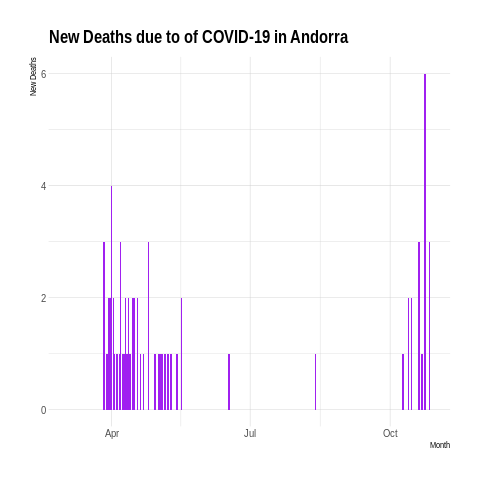 New Deaths due to of COVID-19 in Andorra
New Deaths
6
4
2
0
Apr
Jul
Oct
Month